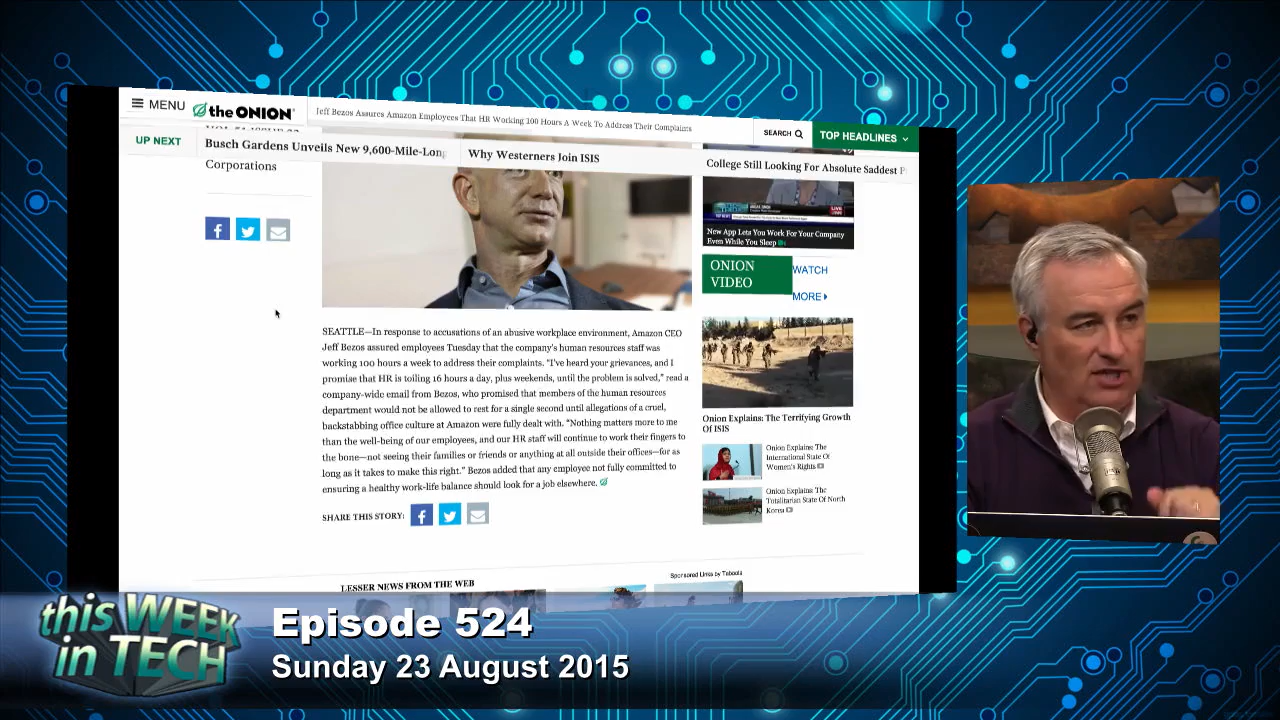 MENU
the ONION
Jeff Bezos Assures Amazon Employees That HR Working 100 Hours A Week To Address Their Complaints
SEARCH
TOP HEADLINES
UP NEXT
Busch Gardens Unveils New 9,600-Mile-Long
Why Westerners Join ISIS
College Still Looking For Absolute Saddest P
Corporations
New App Lets You Work For Your Company
Even While You Sleep
ONION
VIDEO
WATCH
MORE
SEATTLE—In response to accusations of an abusive workplace environment, Amazon CEO
Jeff Bezos assured employees Tuesday that the company's human resources staff was
working 100 hours a week to address their complaints. "I've heard your grievances, and I
promise that HR is toiling 16 hours a day, plus weekends, until the problem is solved," read a
company-wide email from Bezos, who promised that members of the human resources
department would not be allowed to rest for a single second until allegations of a cruel,
backstabbing office culture at Amazon were fully dealt with. "Nothing matters more to me
than the well-being of our employees, and our HR staff will continue to work their fingers to
the bone—not seeing their families or friends or anything at all outside their offices—for as
long as it takes to make this right." Bezos added that any employee not fully committed to
ensuring a healthy work-life balance should look for a job elsewhere.
SHARE THIS STORY:
Onion Explains: The Terrifying Growth
Of ISIS
Onion Explains: The
International State Of
Women's Rights
Onion Explains: The
Totalitarian State Of North
Korea
LESSER NEWS FROM THE WEB
Sponsored Links by Taboola
this WEEK
in TECH
Episode 524
Sunday 23 August 2015